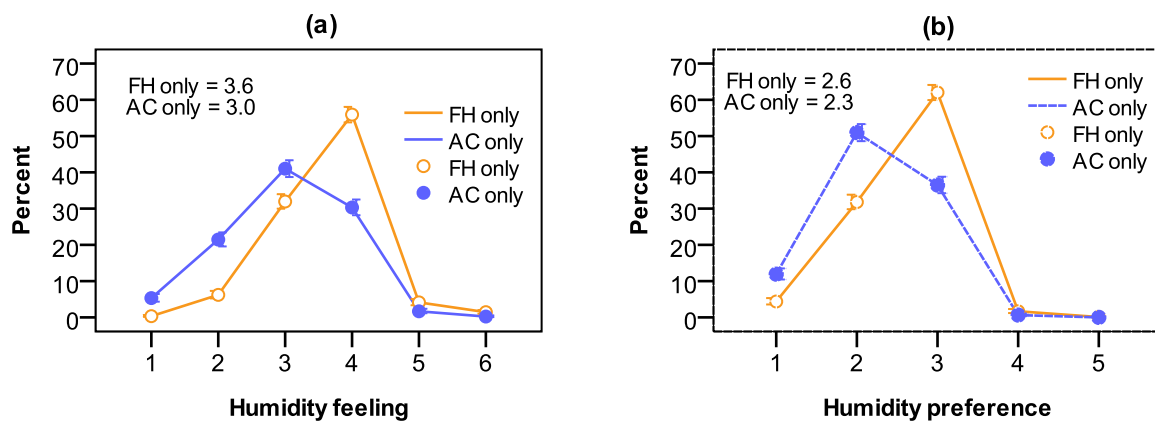 (a)
FH only = 3.6
AC only = 3.0
FH only
AC only
FH only
AC only
Percent
70
60
50
40
30
20
10
0
1 2 3 4 5 6
Humidity feeling
(b)
FH only = 2.6
AC only = 2.3
FH only
AC only
FH only
AC only
Percent
70
60
50
40
30
20
10
0
1 2 3 4 5
Humidity preference